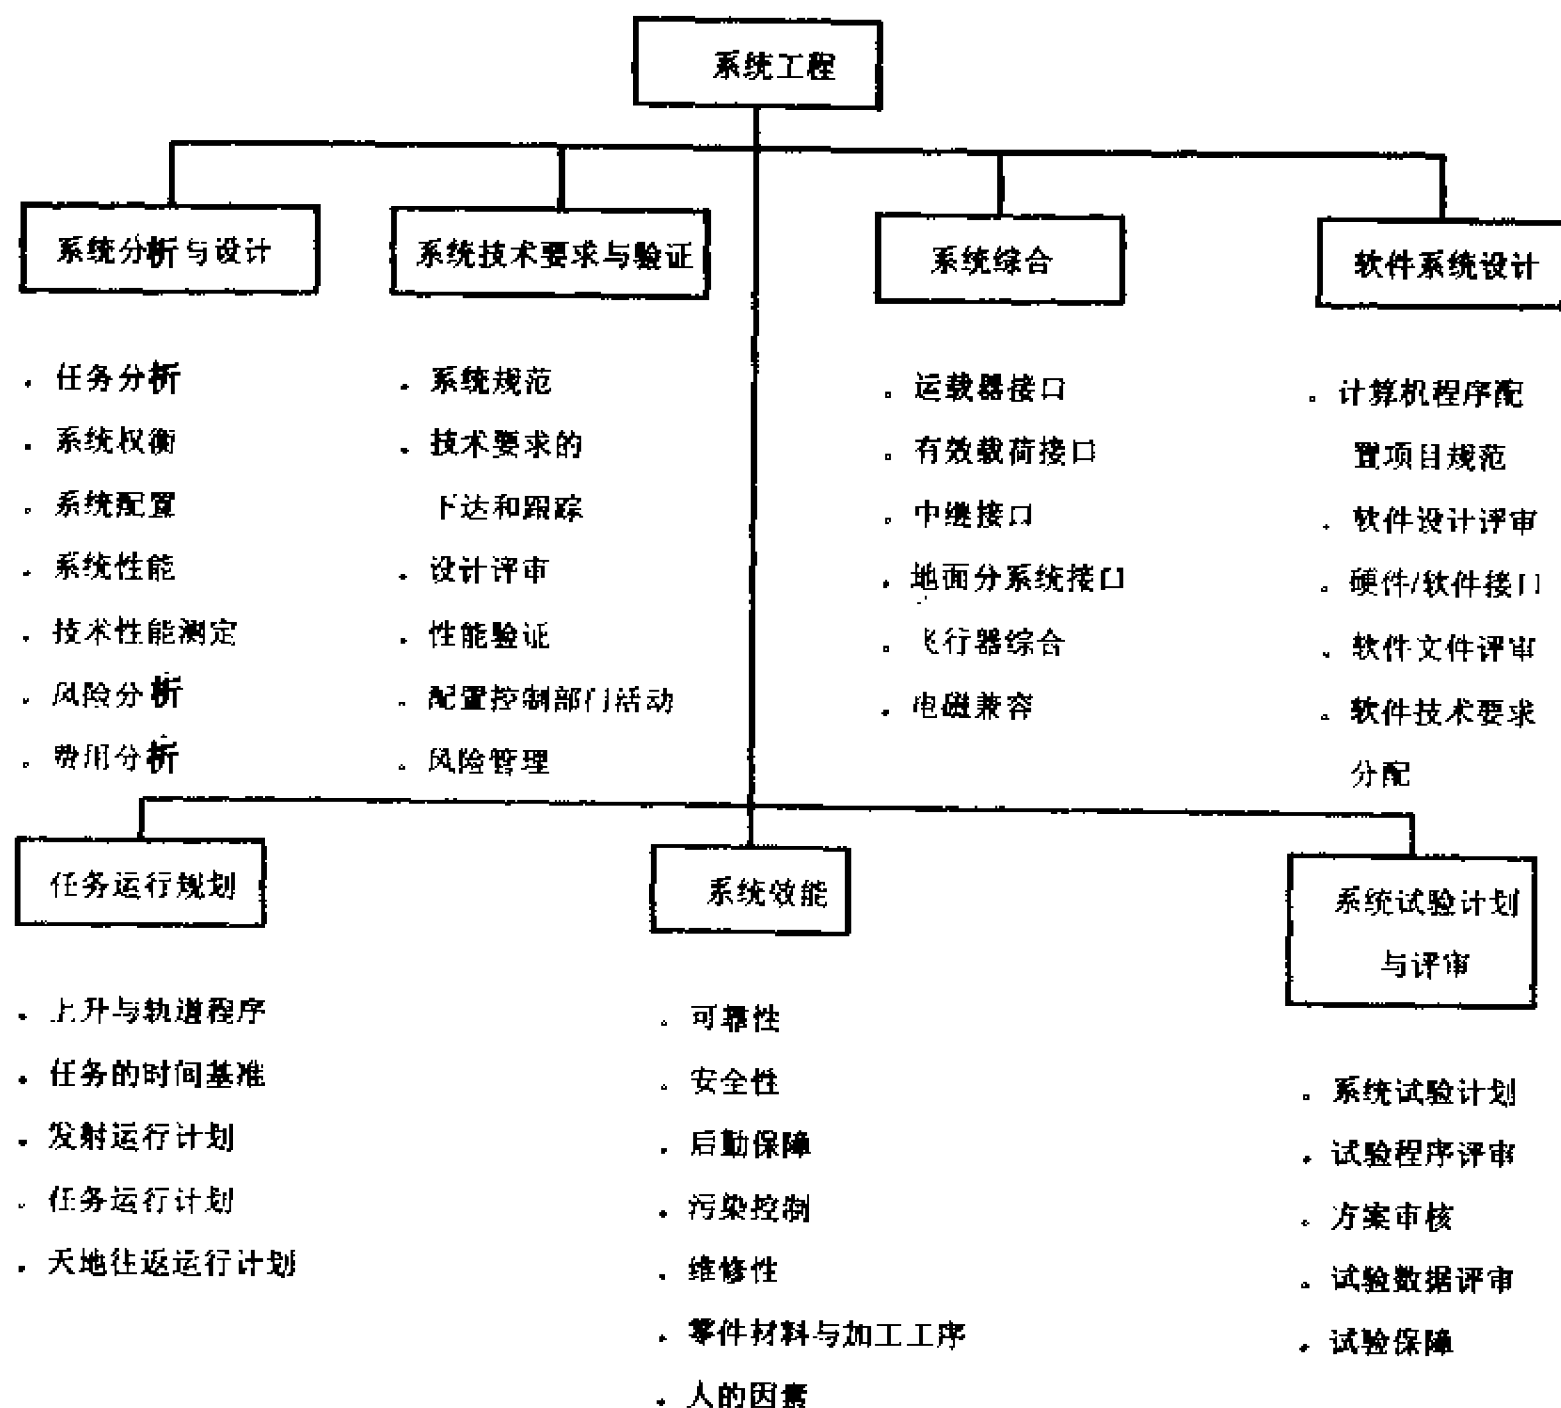 系统工程
系统分析与设计
系统技术要求与验证
系统综合
软件系统设计
. 任务分析
. 系统权衡
. 系统配置
. 系统性能
. 技术性能测定
. 风险分析
. 费用分析
. 系统规范
. 技术要求的
下达和跟踪
. 设计评审
. 性能验证
. 配置控制部门活动
. 风险管理
. 运载器接口
. 有效载荷接口
. 中继接口
. 地面分系统接口
. 飞行器综合
. 电磁兼容
. 计算机程序配
置项目规范
. 软件设计评审
. 硬件/软件接口
. 软件文件评审
. 软件技术要求
分配
任务运行规划
系统效能
系统试验计划
与评审
. 上升与轨道程序
. 任务的时间基准
. 发射运行计划
. 任务运行计划
. 天地往返运行计划
. 可靠性
. 安全性
. 后勤保障
. 污染控制
. 维修性
. 零件材料与加工工序
. 人的因素
. 系统试验计划
. 试验程序评审
. 方案审核
. 试验数据评审
. 试验保障